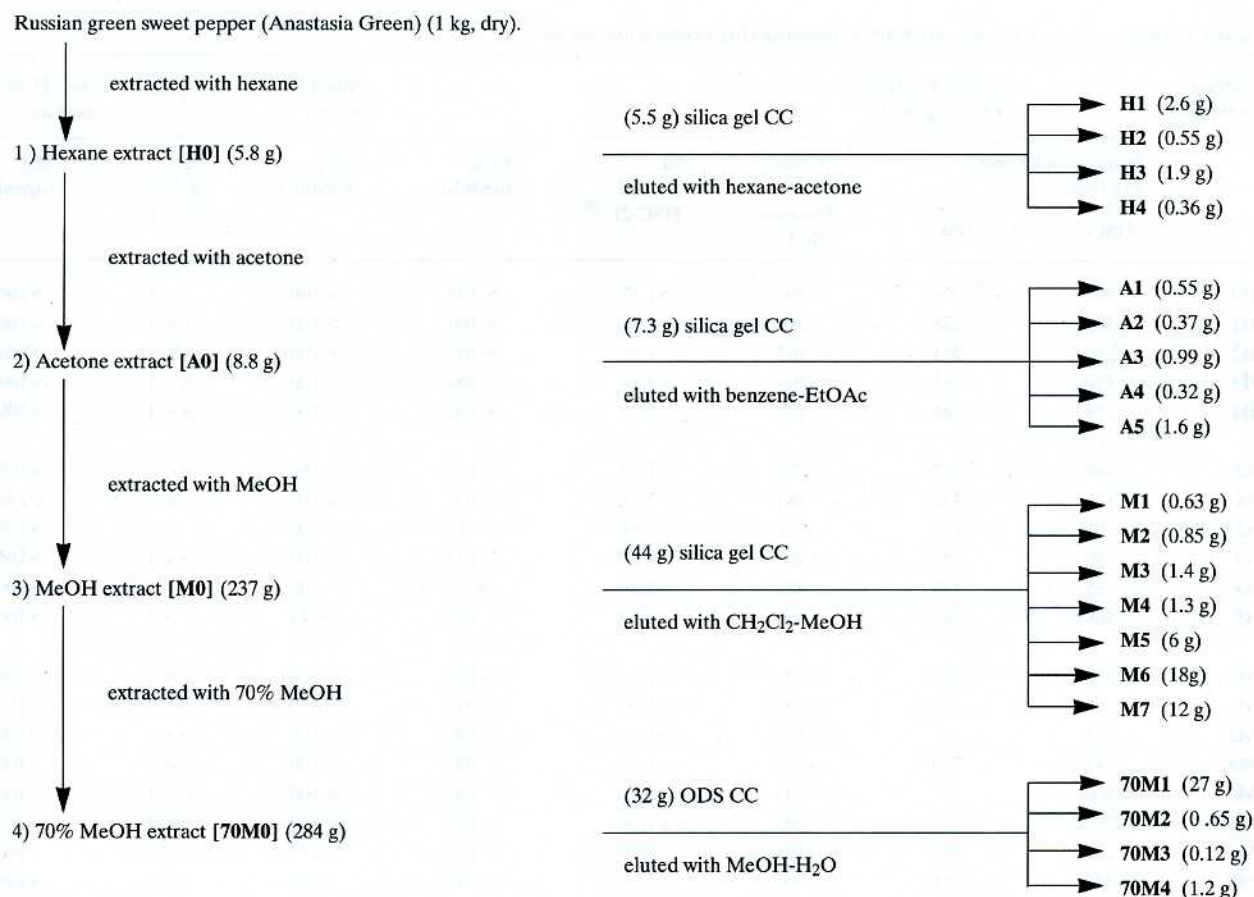 Russian green sweet pepper (Anastasia Green) (1 kg, dry).
extracted with hexane
1 ) Hexane extract [H0] (5.8 g)
(5.5 g) silica gel CC
eluted with hexane-acetone
H1 (2.6 g)
H2 (0.55 g)
H3 (1.9 g)
H4 (0.36 g)
extracted with acetone
2) Acetone extract [A0] (8.8 g)
(7.3 g) silica gel CC
eluted with benzene-EtOAc
A1 (0.55 g)
A2 (0.37 g)
A3 (0.99 g)
A4 (0.32 g)
A5 (1.6 g)
extracted with MeOH
3) MeOH extract [M0] (237 g)
(44 g) silica gel CC
eluted with CH₂Cl₂-MeOH
M1 (0.63 g)
M2 (0.85 g)
M3 (1.4 g)
M4 (1.3 g)
M5 (6 g)
M6 (18g)
M7 (12 g)
extracted with 70% MeOH
4) 70% MeOH extract [70M0] (284 g)
(32 g) ODS CC
eluted with MeOH-H₂O
70M1 (27 g)
70M2 (0 .65 g)
70M3 (0.12 g)
70M4 (1.2 g)